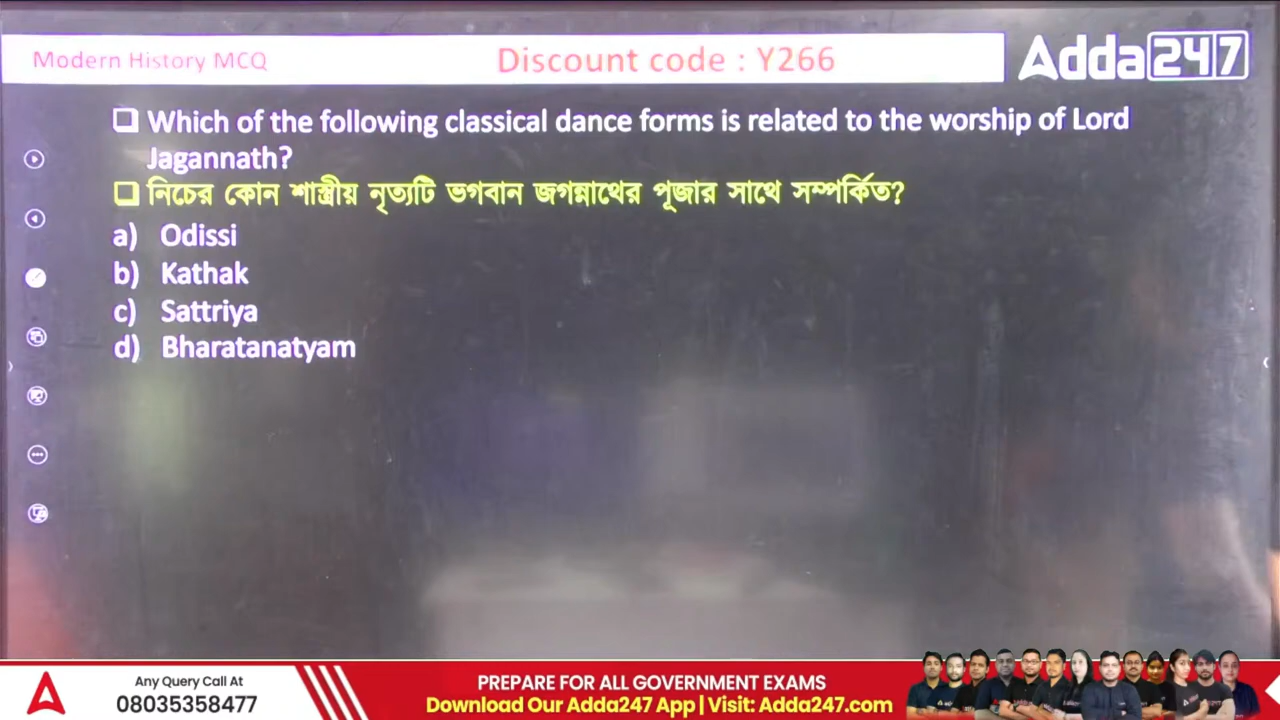 Modern History MCQ
Discount code : Y266
Adda247
Which of the following classical dance forms is related to the worship of Lord
Jagannath?
নিচের কোন শাস্ত্রীয় নৃত্যটি ভগবান জগন্নাথের পূজার সাথে সম্পর্কিত?
a) Odissi
b) Kathak
c) Sattriya
d) Bharatanatyam
Any Query Call At
08035358477
PREPARE FOR ALL GOVERNMENT EXAMS
Download Our Adda247 App | Visit: Adda247.com